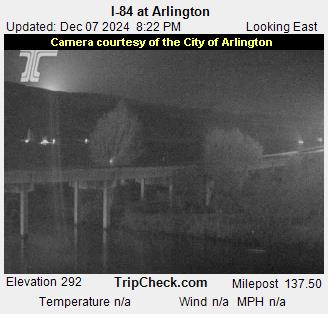 I-84 at Arlington
Updated: Dec 07 2024 8:22 PM Looking East
Camera courtesy of the City of Arlington
Elevation 292 TripCheck.com Milepost 137.50
Temperature n/a Wind n/a MPH n/a